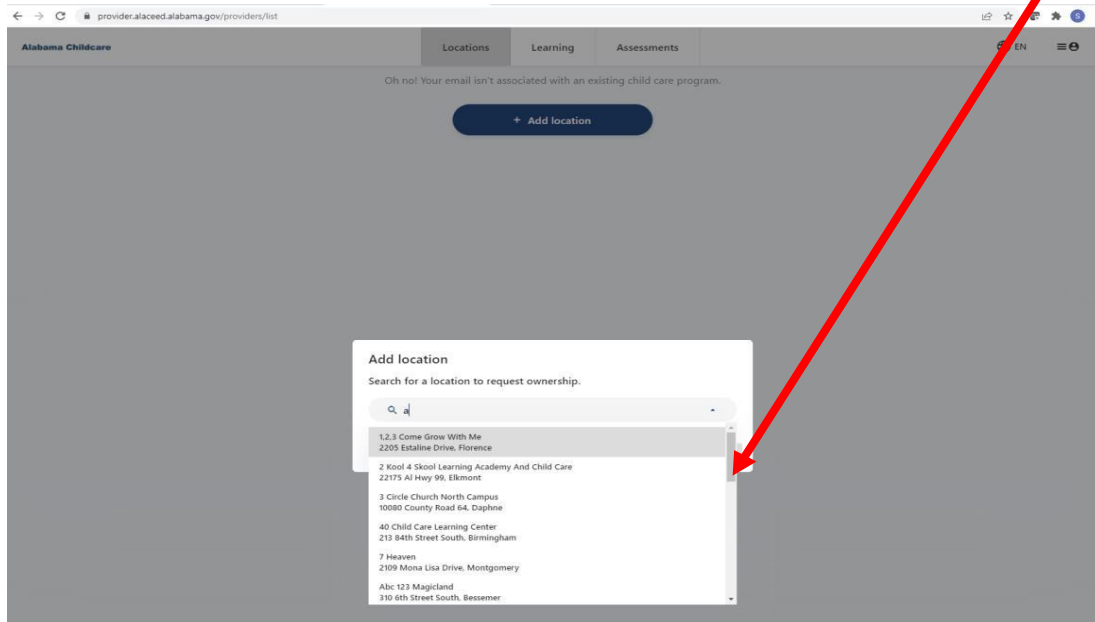 provider.alaceed.alabama.gov/providers/list
S
Alabama Childcare
Locations
Learning
Assessments
EN
Oh no! Your email isn't associated with an existing child care program.
+ Add location
Add location
Search for a location to request ownership.
a
1,2,3 Come Grow With Me
2205 Estaline Drive, Florence
2 Kool 4 Skool Learning Academy And Child Care
22175 Al Hwy 99, Elkmont
3 Circle Church North Campus
10080 County Road 64, Daphne
40 Child Care Learning Center
213 84th Street South, Birmingham
7 Heaven
2109 Mona Lisa Drive, Montgomery
Abc 123 Magicland
310 6th Street South, Bessemer